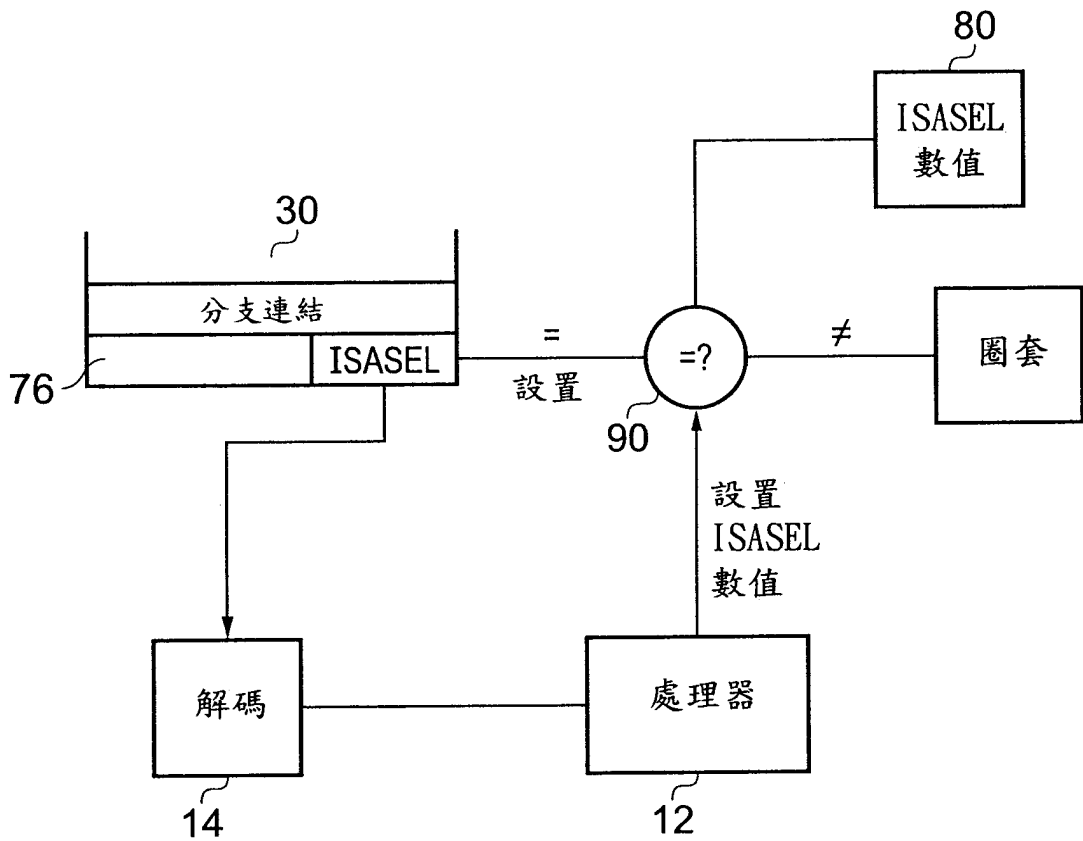 80
ISASEL
數值
30
分支連結
76
ISASEL
=
設置
=?
90
≠
圈套
設置
ISASEL
數值
解碼
14
處理器
12